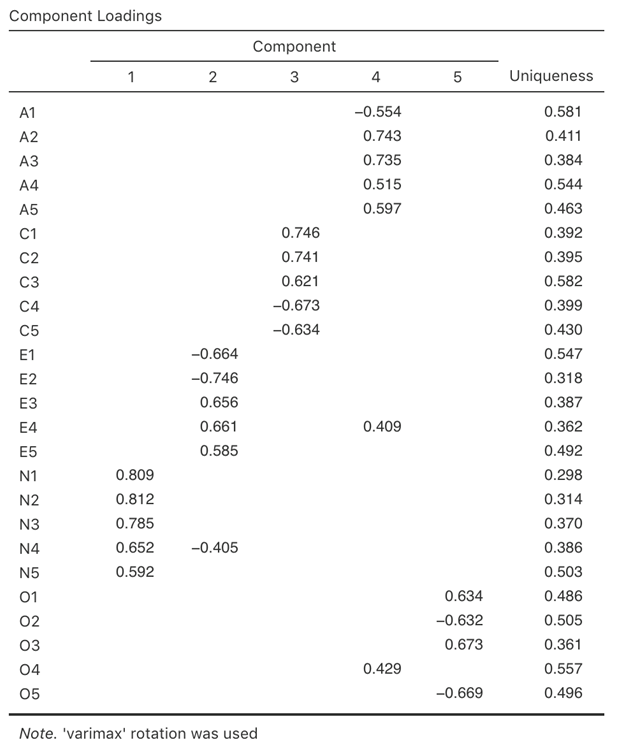 Component Loadings
Component
1 2 3 4 5 Uniqueness
A1 −0.554 0.581
A2 0.743 0.411
A3 0.735 0.384
A4 0.515 0.544
A5 0.597 0.463
C1 0.746 0.392
C2 0.741 0.395
C3 0.621 0.582
C4 −0.673 0.399
C5 −0.634 0.430
E1 −0.664 0.547
E2 −0.746 0.318
E3 0.656 0.387
E4 0.661 0.409 0.362
E5 0.585 0.492
N1 0.809 0.298
N2 0.812 0.314
N3 0.785 0.370
N4 0.652 −0.405 0.386
N5 0.592 0.503
O1 0.634 0.486
O2 −0.632 0.505
O3 0.673 0.361
O4 0.429 0.557
O5 −0.669 0.496
Note. 'varimax' rotation was used